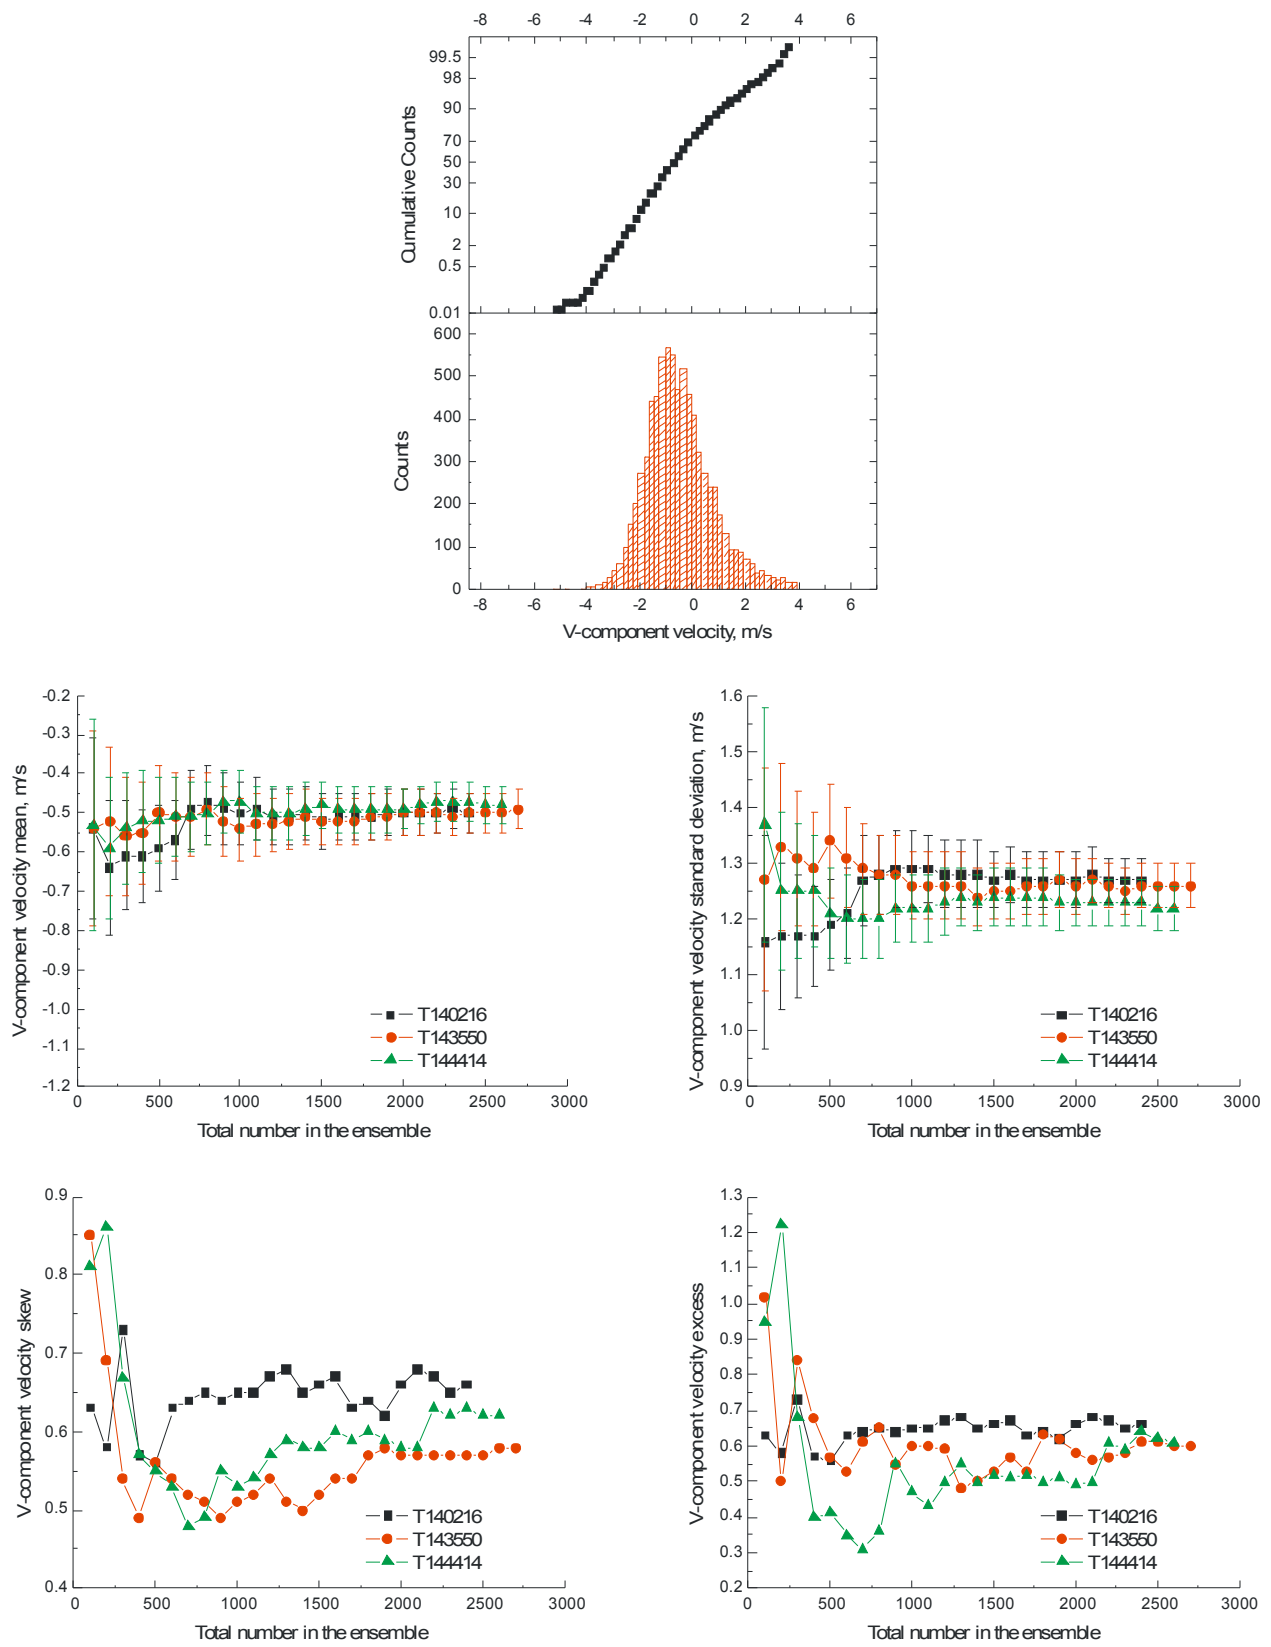 -8 -6 -4 -2 0 2 4 6
99.5
98
90
70
50
30
10
2
0.5
0.01
Cumulative Counts
600
500
400
300
200
100
0
Counts
-8 -6 -4 -2 0 2 4 6
V-component velocity, m/s
-0.2
-0.3
-0.4
-0.5
-0.6
-0.7
-0.8
-0.9
-1.0
-1.1
-1.2
V-component velocity mean, m/s
T140216
T143550
T144414
0 500 1000 1500 2000 2500 3000
Total number in the ensemble
1.6
1.5
1.4
1.3
1.2
1.1
1.0
0.9
V-component velocity standard deviation, m/s
T140216
T143550
T144414
0 500 1000 1500 2000 2500 3000
Total number in the ensemble
0.9
0.8
0.7
0.6
0.5
0.4
V-component velocity skew
T140216
T143550
T144414
0 500 1000 1500 2000 2500 3000
Total number in the ensemble
1.3
1.2
1.1
1.0
0.9
0.8
0.7
0.6
0.5
0.4
0.3
0.2
V-component velocity excess
T140216
T143550
T144414
0 500 1000 1500 2000 2500 3000
Total number in the ensemble